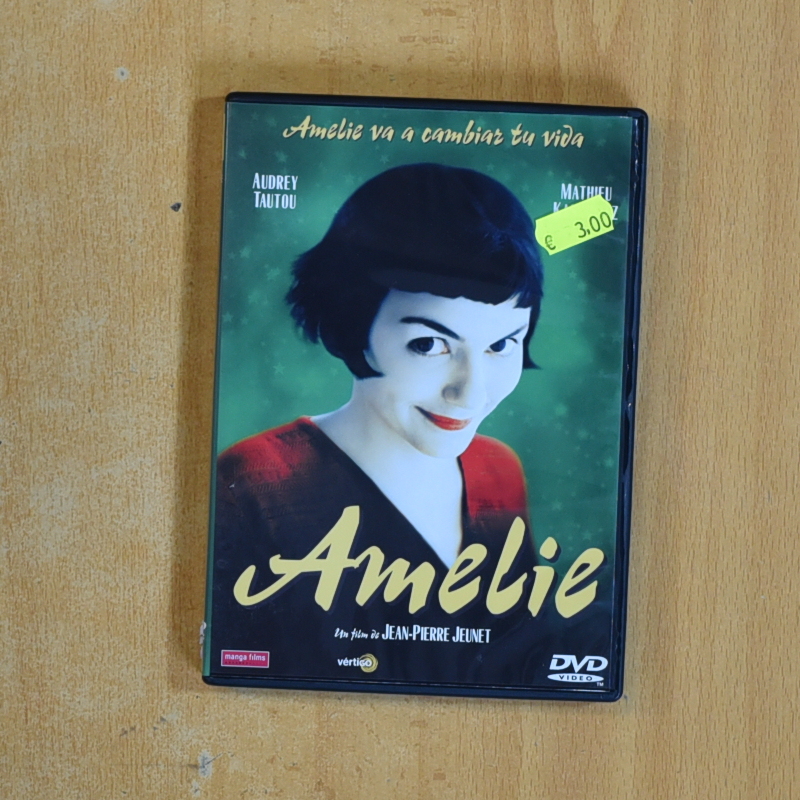 Amelie va a cambiar tu vida
AUDREY
TAUTOU
MATHIEU
€ 3,00
Amelie
Un film de JEAN-PIERRE JEUNET
manga films
vértigo
DVD
VIDEO
TM